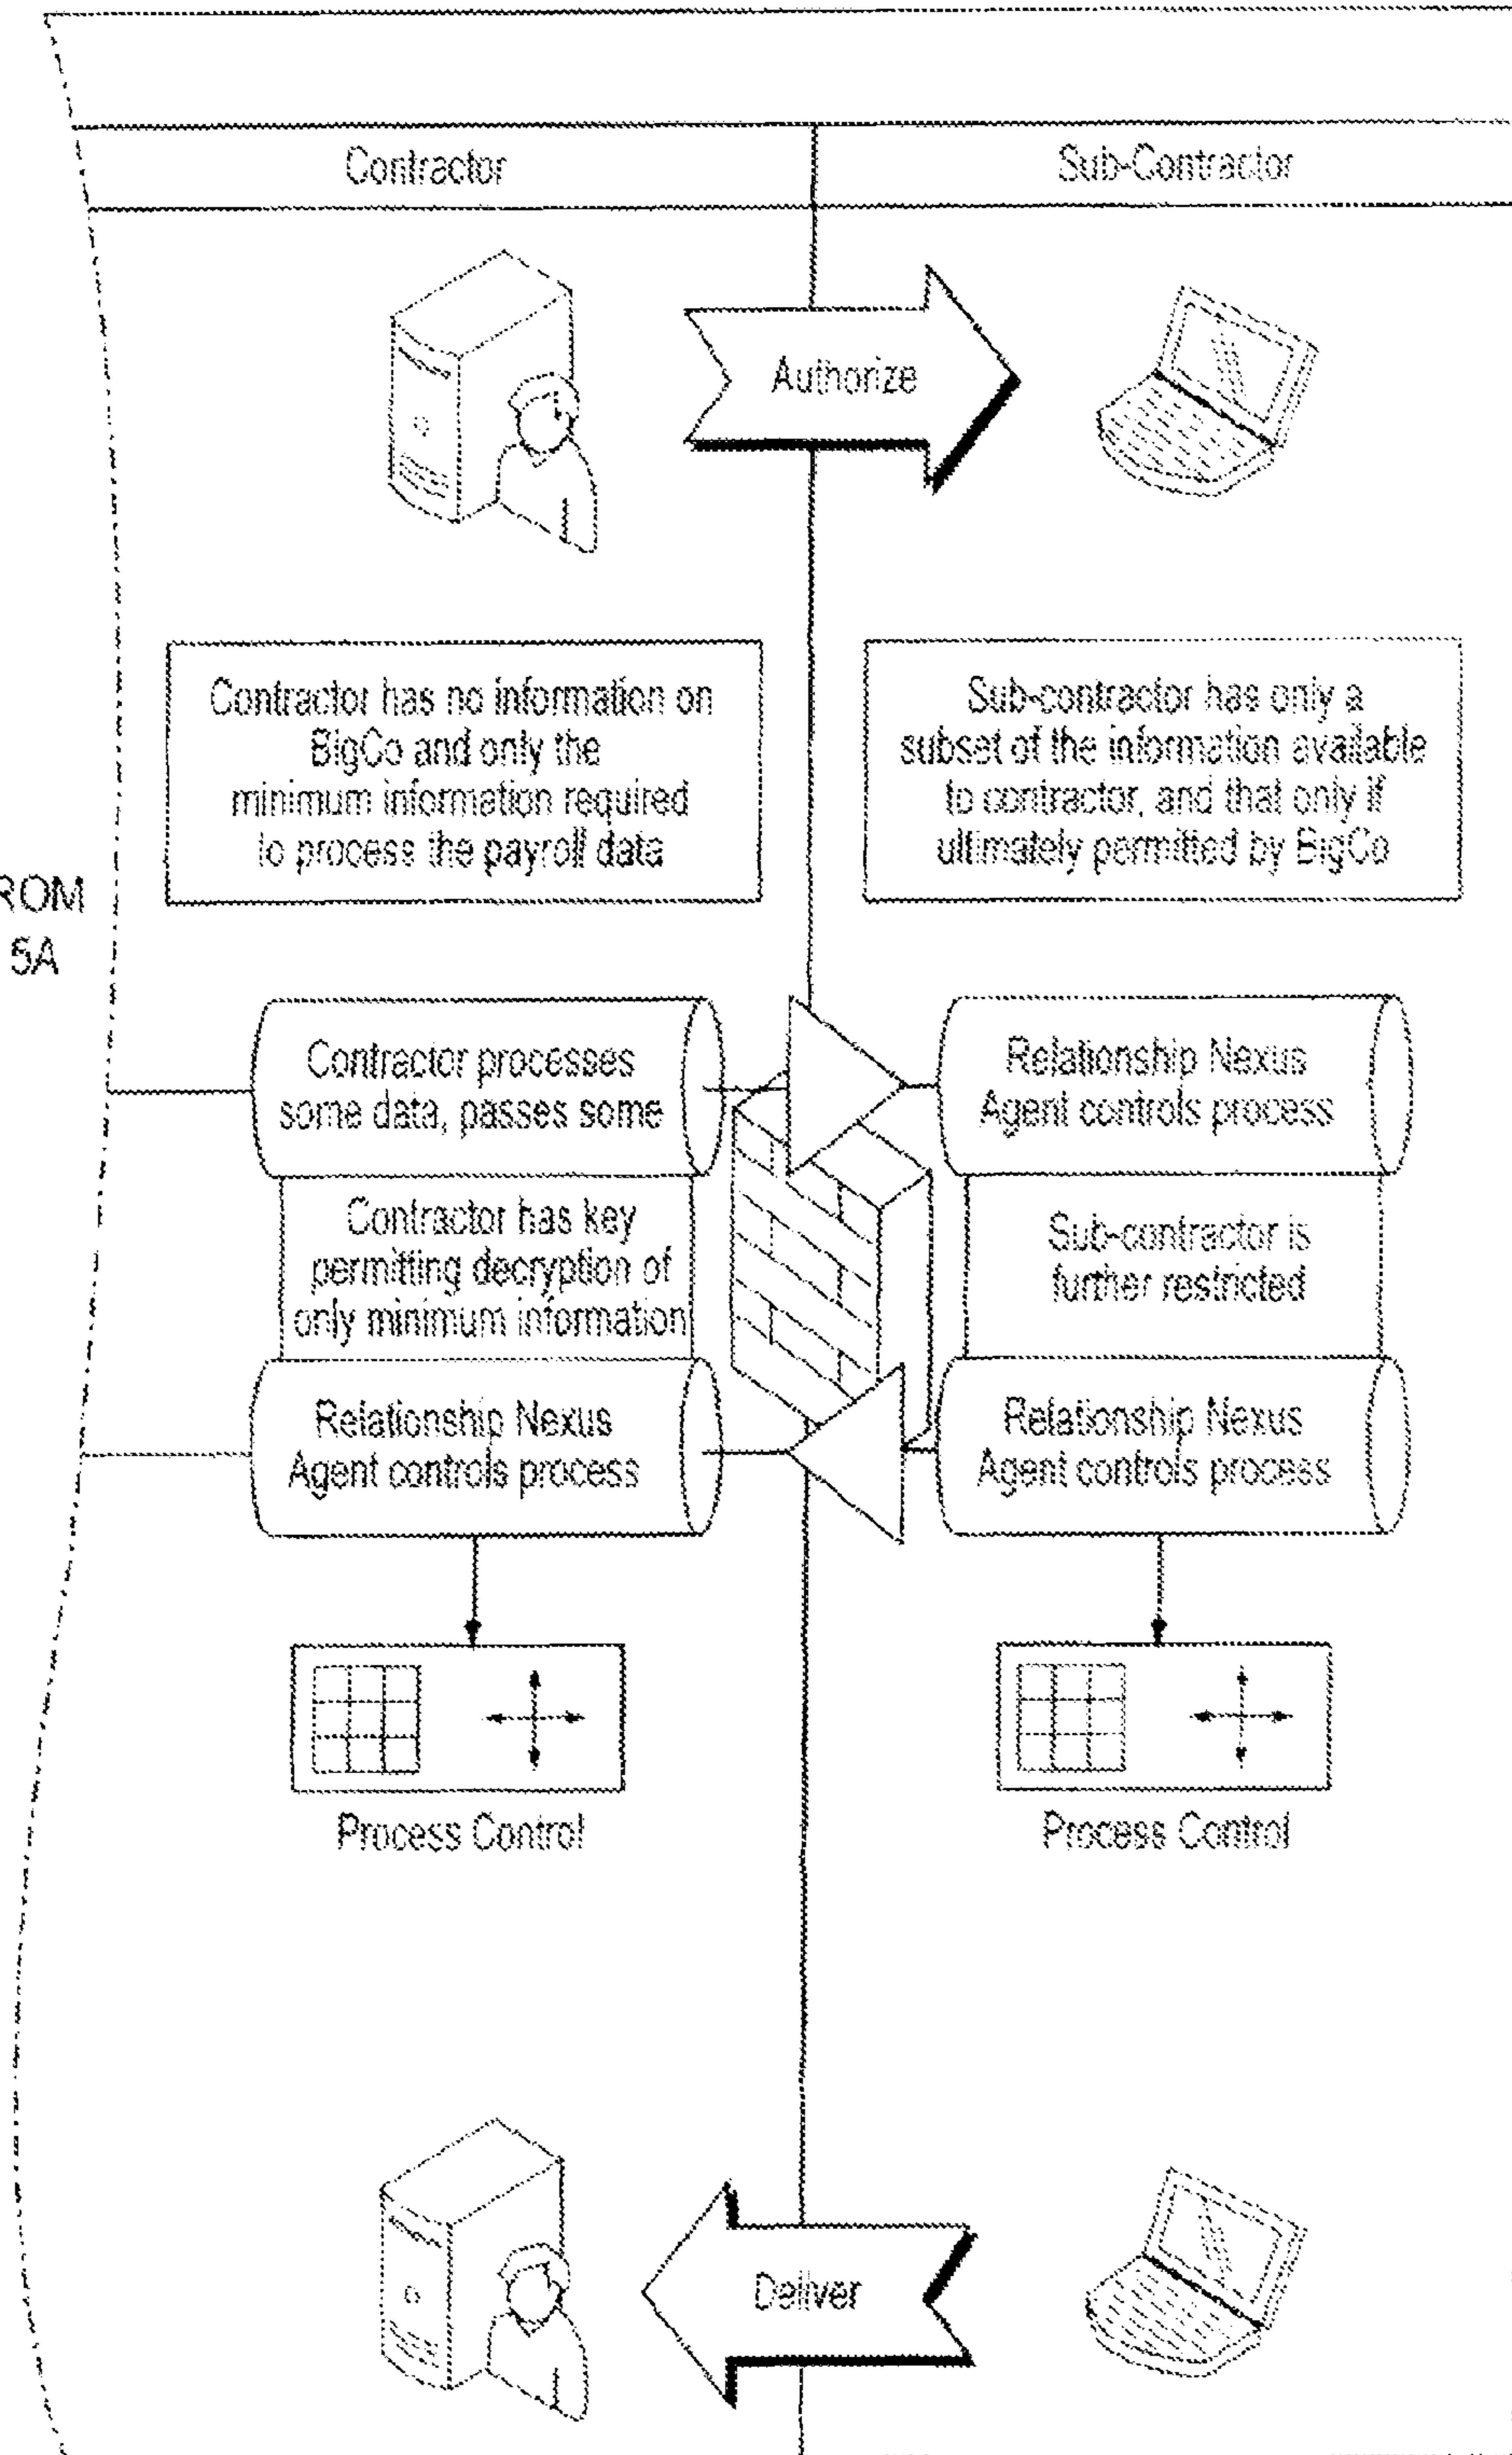 Contractor
Sub-Contractor
Authorize
Contractor has no information on
BigCo and only the
minimum information required
to process the payroll data
Sub-contractor has only a
subset of the information available
to contractor, and that only if
ultimately permitted by BigCo
ROM
5A
Contractor processes
some data, passes some
Relationship Nexus
Agent controls process
Contractor has key
permitting decryption of
only minimum information
Sub-contractor is
further restricted
Relationship Nexus
Agent controls process
Relationship Nexus
Agent controls process
Process Control
Process Control
Deliver